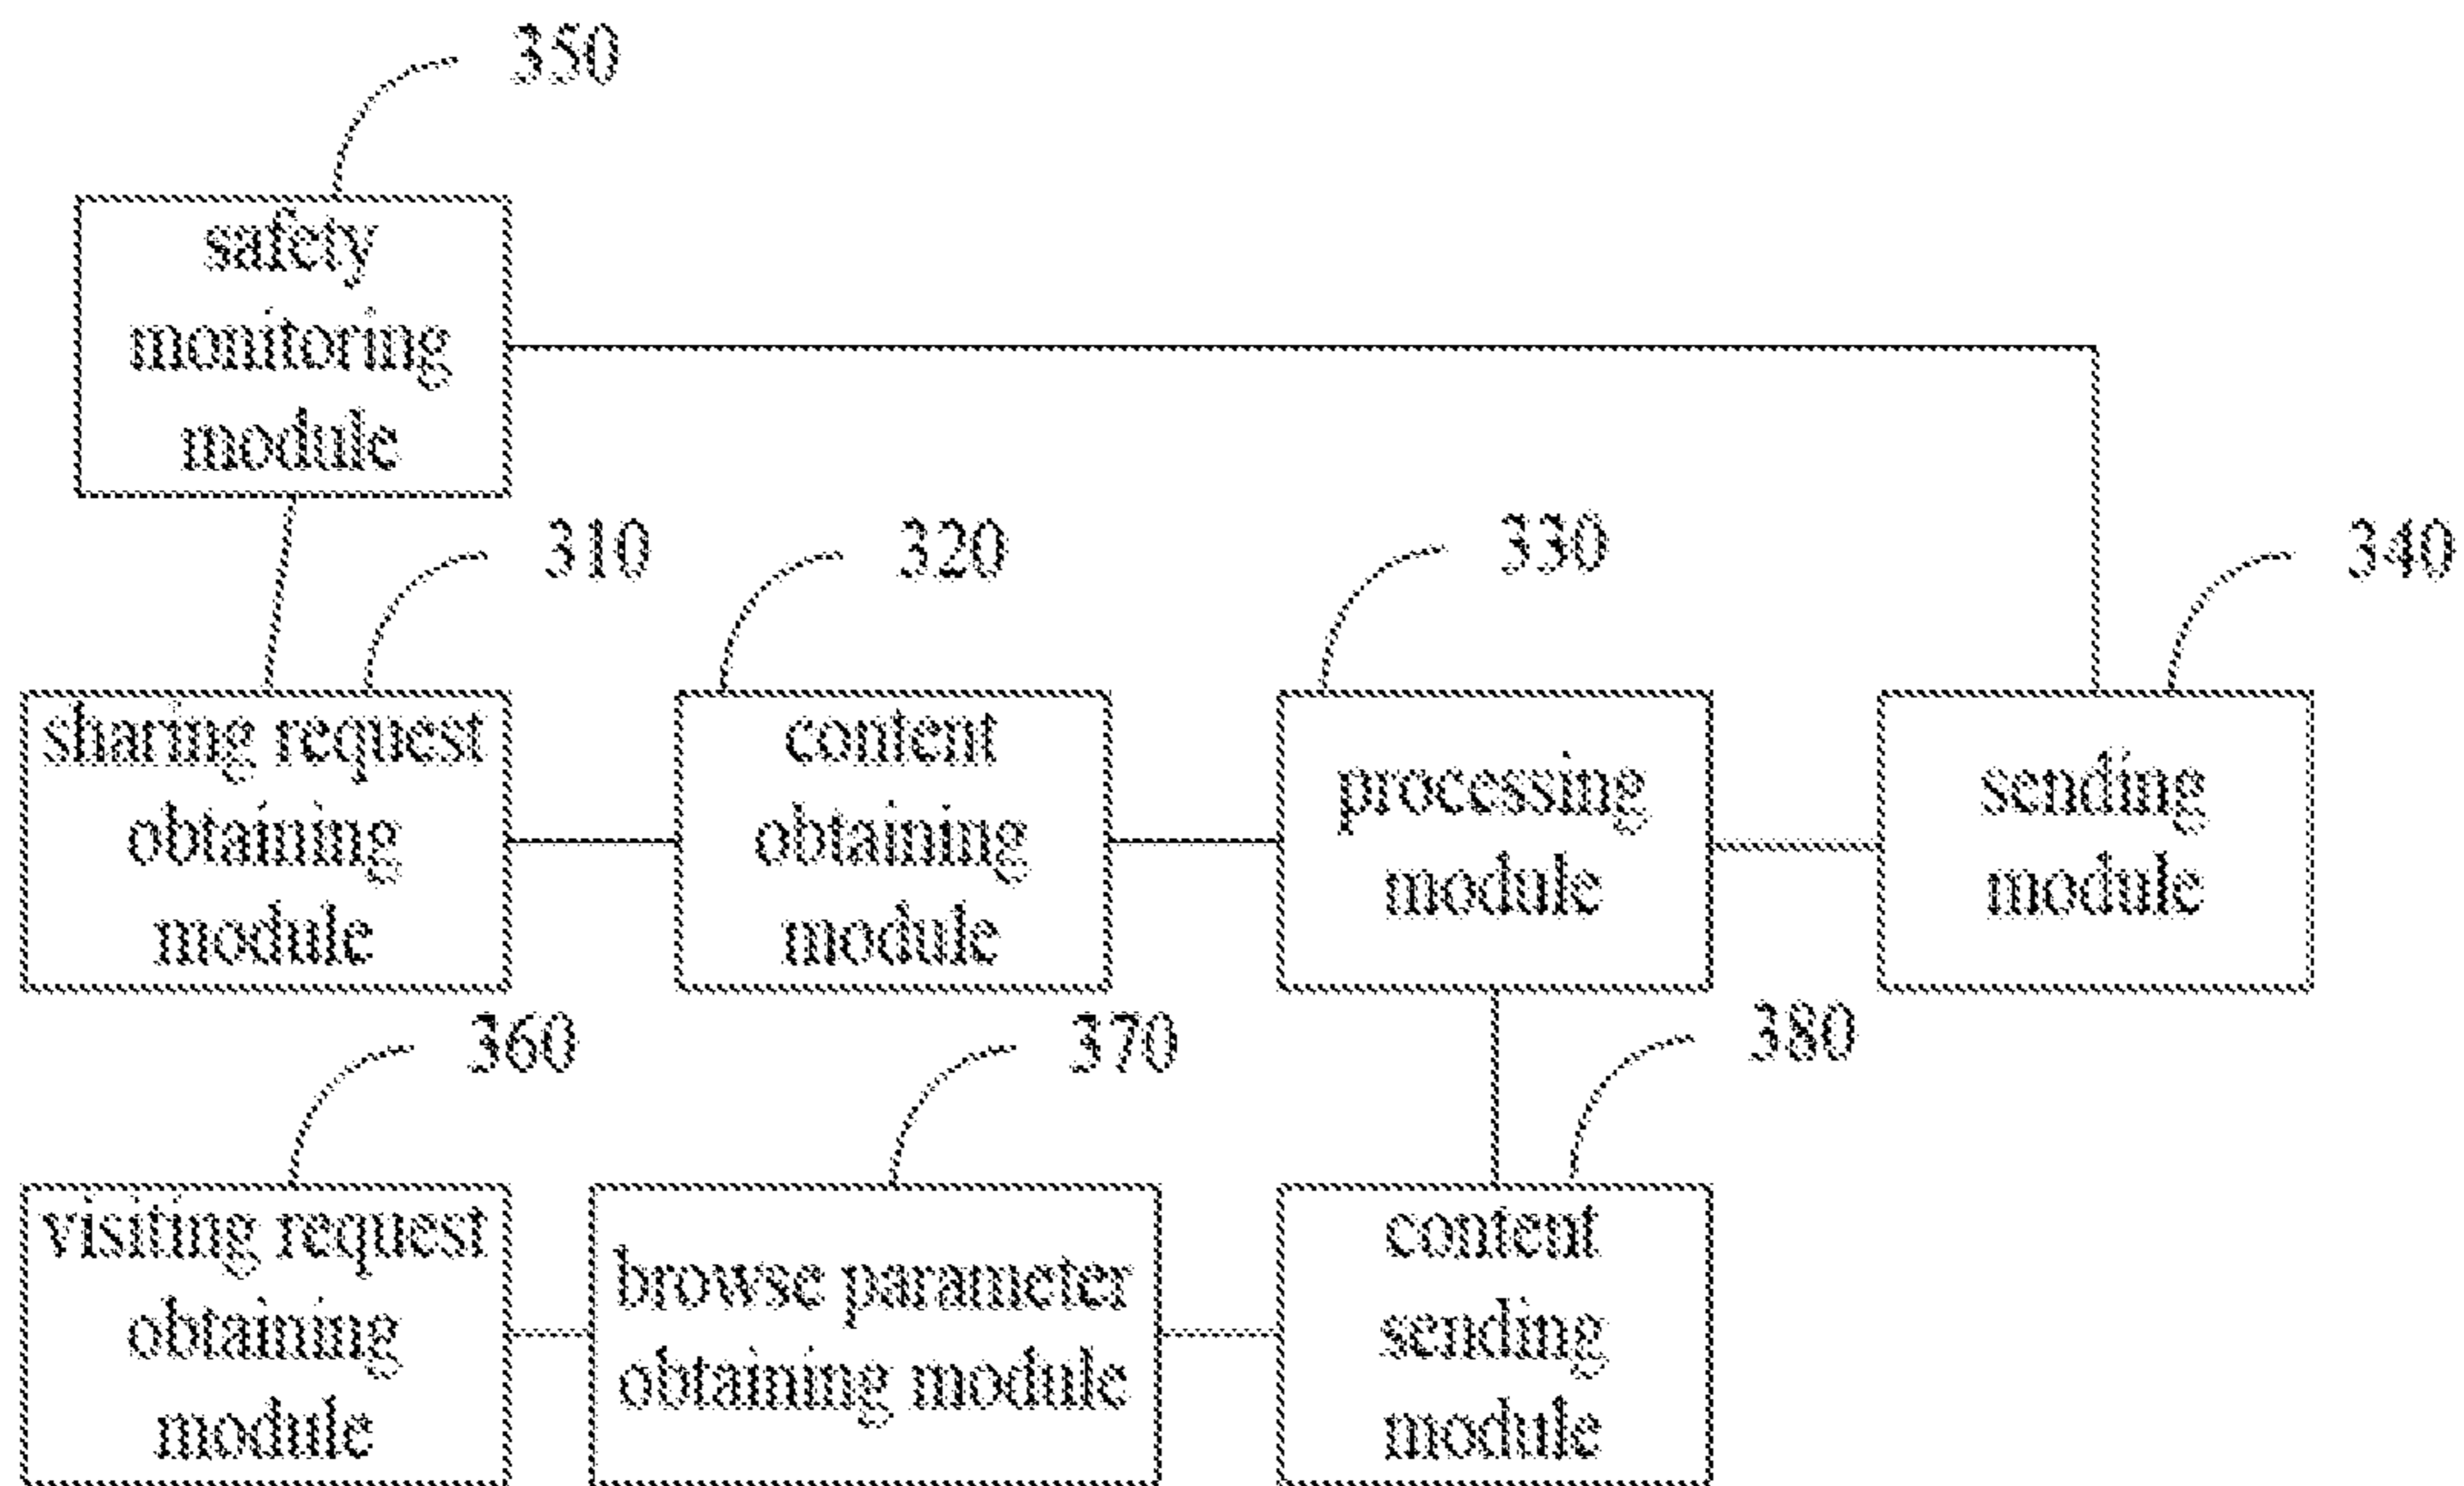 350
safety
monitoring
module
310
320
330
340
sharing request
obtaining
module
content
obtaining
module
processing
module
sending
module
360
370
380
visiting request
obtaining
module
browse parameter
obtaining module
content
sending
module